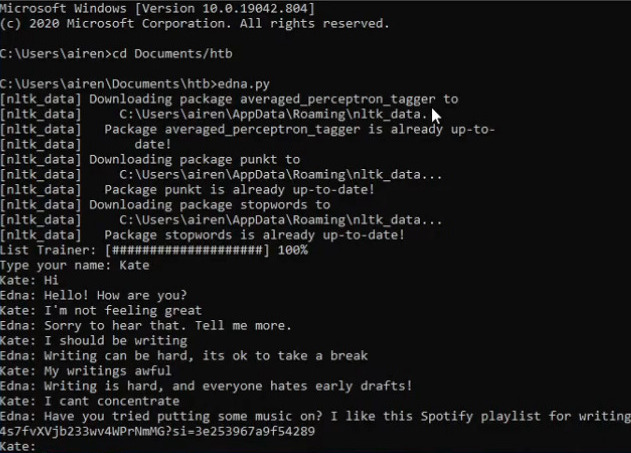 Microsoft Windows [Version 10.0.19042.804]
(c) 2020 Microsoft Corporation. All rights reserved.
C:\Users\airen>cd Documents/htb
C:\Users\airen\Documents\htb>edna.py
[nltk_data] Downloading package averaged_perceptron_tagger to
[nltk_data]     C:\Users\airen\AppData\Roaming\nltk_data.
[nltk_data]   Package averaged_perceptron_tagger is already up-to-
[nltk_data]       date!
[nltk_data] Downloading package punkt to
[nltk_data]     C:\Users\airen\AppData\Roaming\nltk_data...
[nltk_data]   Package punkt is already up-to-date!
[nltk_data] Downloading package stopwords to
[nltk_data]     C:\Users\airen\AppData\Roaming\nltk_data...
[nltk_data]   Package stopwords is already up-to-date!
List Trainer: [####################] 100%
Type your name: Kate
Kate: Hi
Edna: Hello! How are you?
Kate: I'm not feeling great
Edna: Sorry to hear that. Tell me more.
Kate: I should be writing
Edna: Writing can be hard, its ok to take a break
Kate: My writings awful
Edna: Writing is hard, and everyone hates early drafts!
Kate: I cant concentrate
Edna: Have you tried putting some music on? I like this Spotify playlist for writing
4s7fvXVjb233wv4WPrNmMG?si=3e253967a9f54289
Kate: